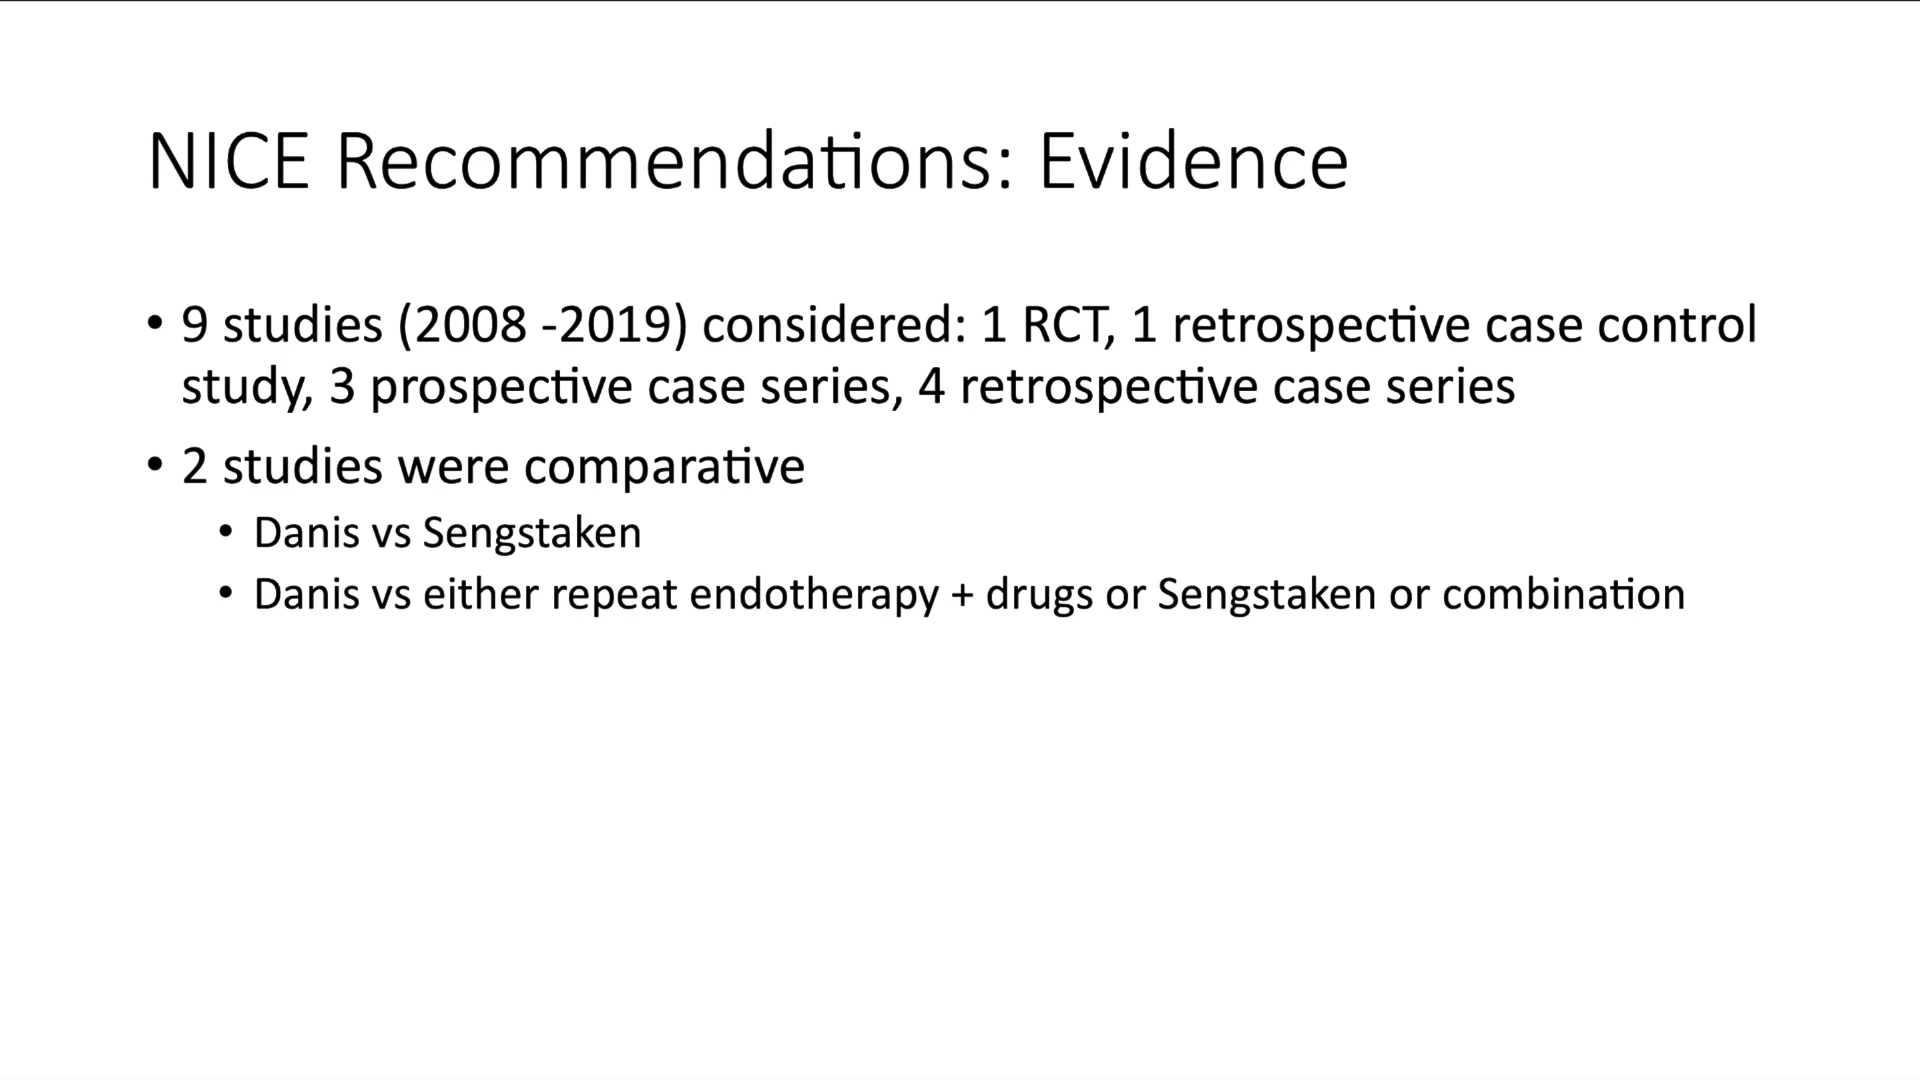 NICE Recommendations: Evidence
• 9 studies (2008 -2019) considered: 1 RCT, 1 retrospective case control
study, 3 prospective case series, 4 retrospective case series
• 2 studies were comparative
• Danis vs Sengstaken
• Danis vs either repeat endotherapy + drugs or Sengstaken or combination